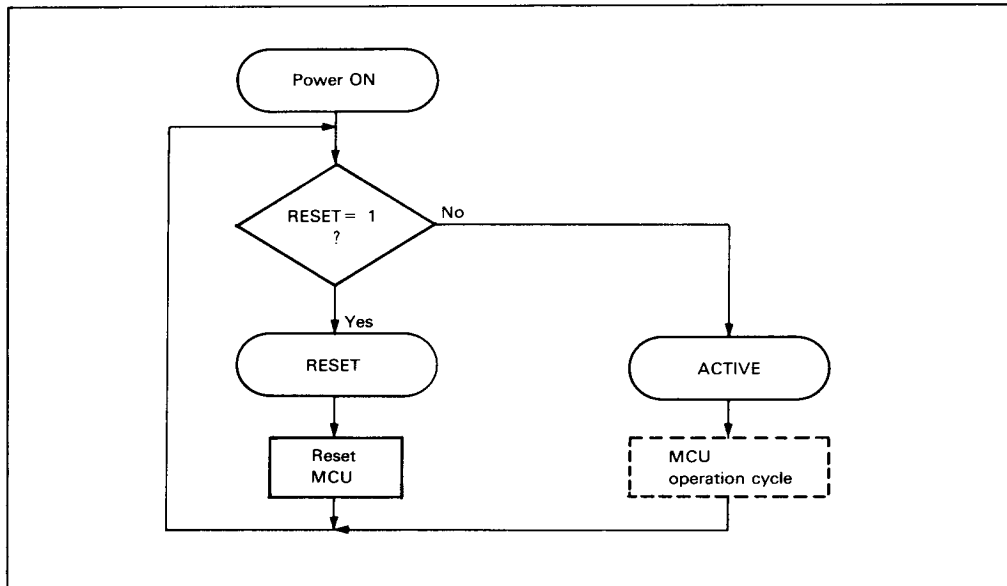 Power ON
RESET = 1
?
No
Yes
RESET
ACTIVE
Reset
MCU
MCU
operation cycle